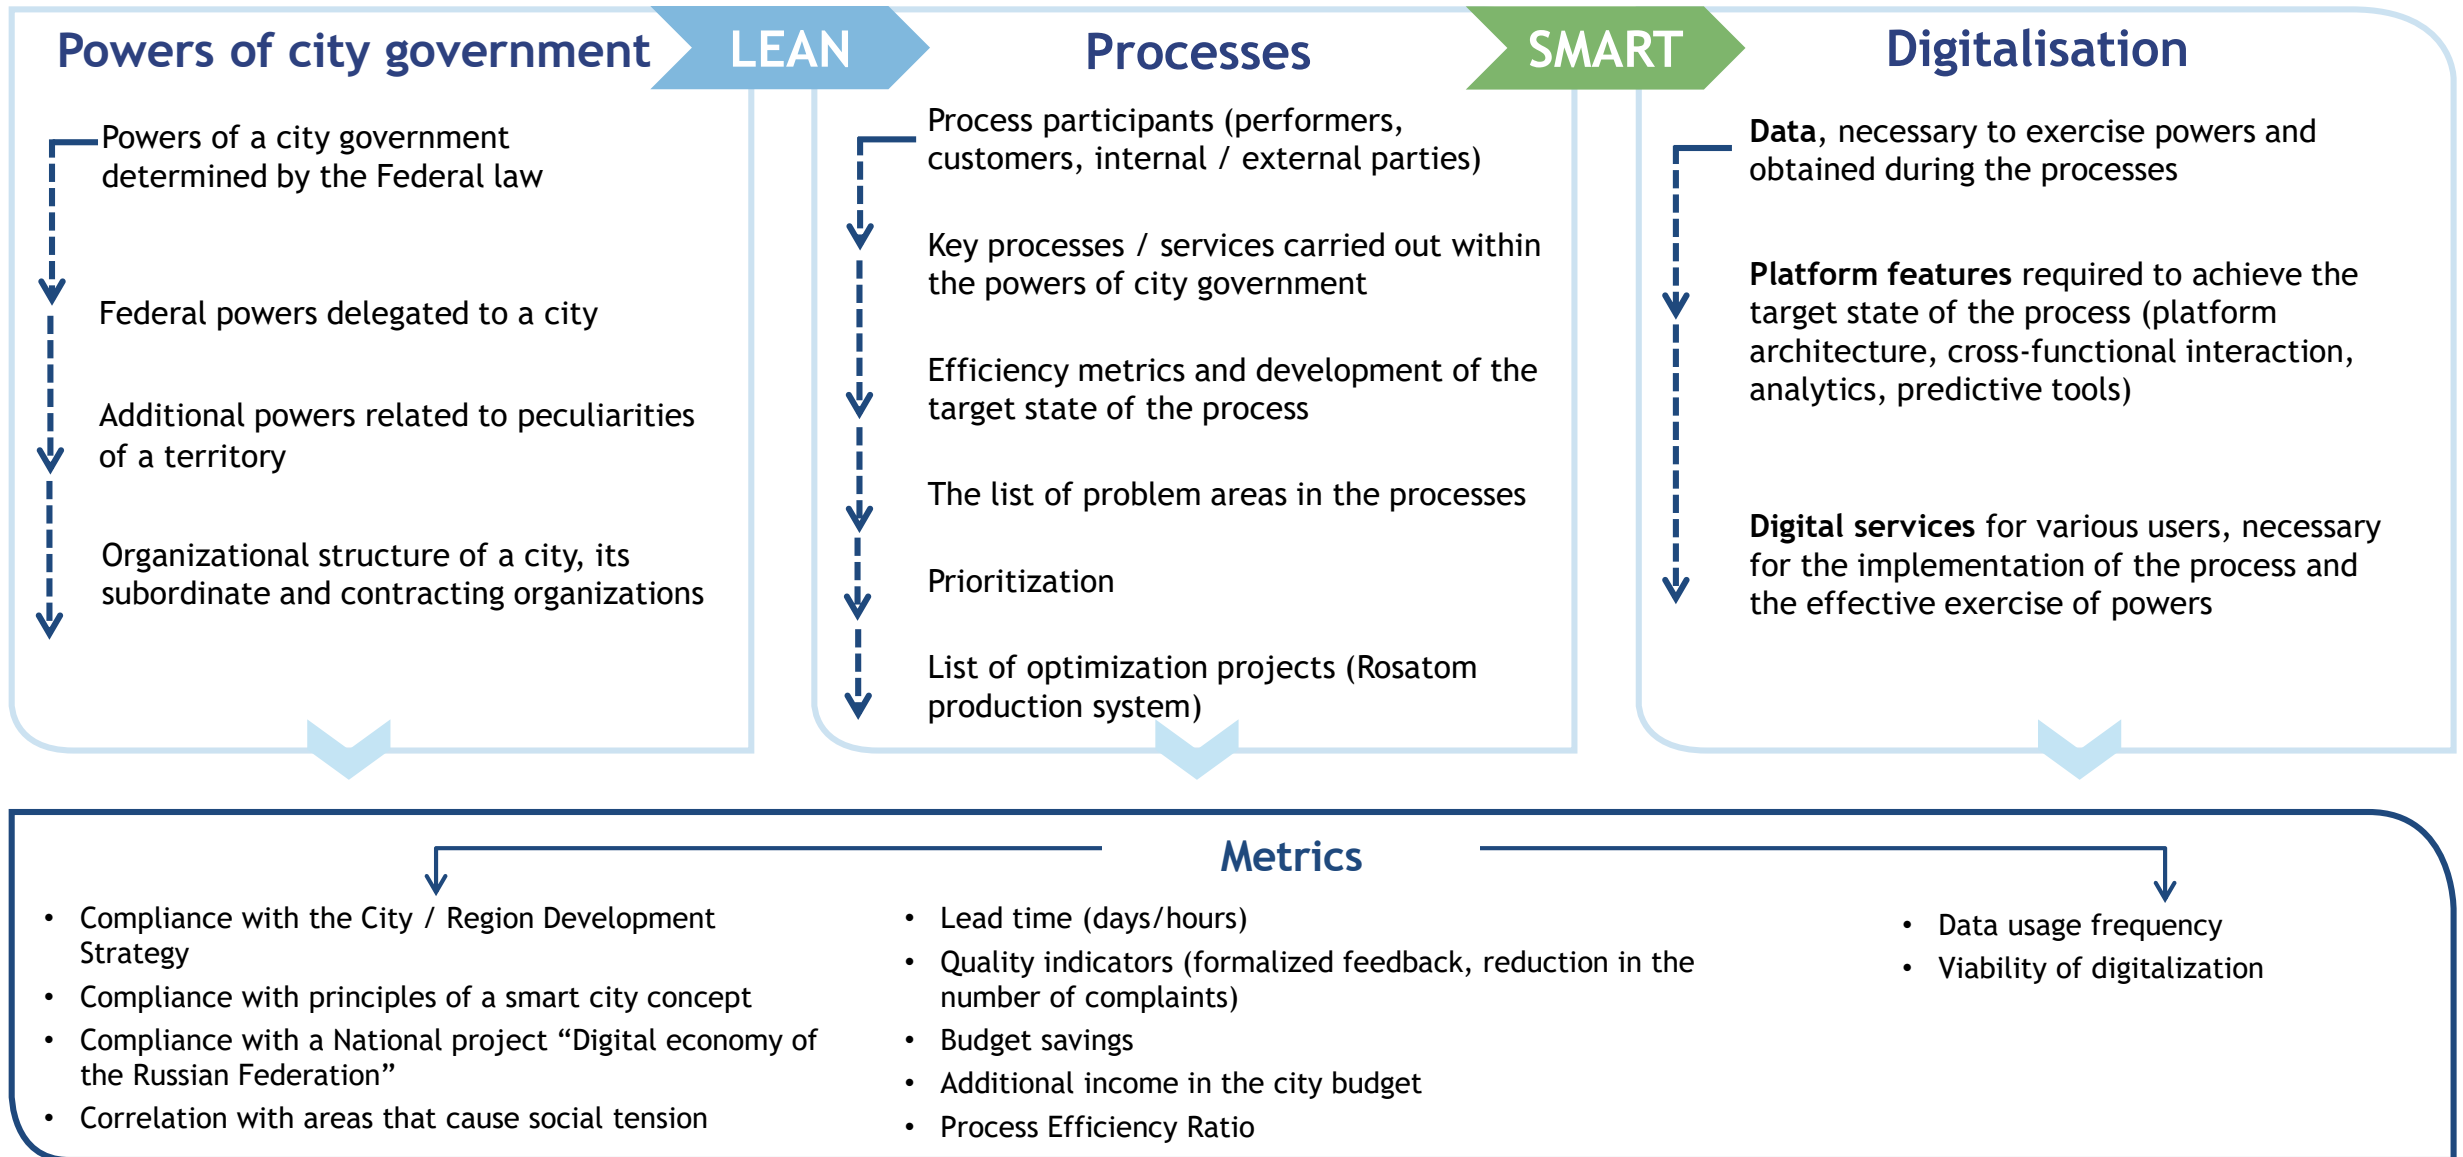 Powers of city government
LEAN
Processes
SMART
Digitalisation
Powers of a city government
determined by the Federal law
Federal powers delegated to a city
Additional powers related to peculiarities
of a territory
Organizational structure of a city, its
subordinate and contracting organizations
Process participants (performers,
customers, internal / external parties)
Key processes / services carried out within
the powers of city government
Efficiency metrics and development of the
target state of the process
The list of problem areas in the processes
Prioritization
List of optimization projects (Rosatom
production system)
Data, necessary to exercise powers and
obtained during the processes
Platform features required to achieve the
target state of the process (platform
architecture, cross-functional interaction,
analytics, predictive tools)
Digital services for various users, necessary
for the implementation of the process and
the effective exercise of powers
Metrics
• Compliance with the City / Region Development
Strategy
• Compliance with principles of a smart city concept
• Compliance with a National project “Digital economy of
the Russian Federation”
• Correlation with areas that cause social tension
• Lead time (days/hours)
• Quality indicators (formalized feedback, reduction in the
number of complaints)
• Budget savings
• Additional income in the city budget
• Process Efficiency Ratio
• Data usage frequency
• Viability of digitalization